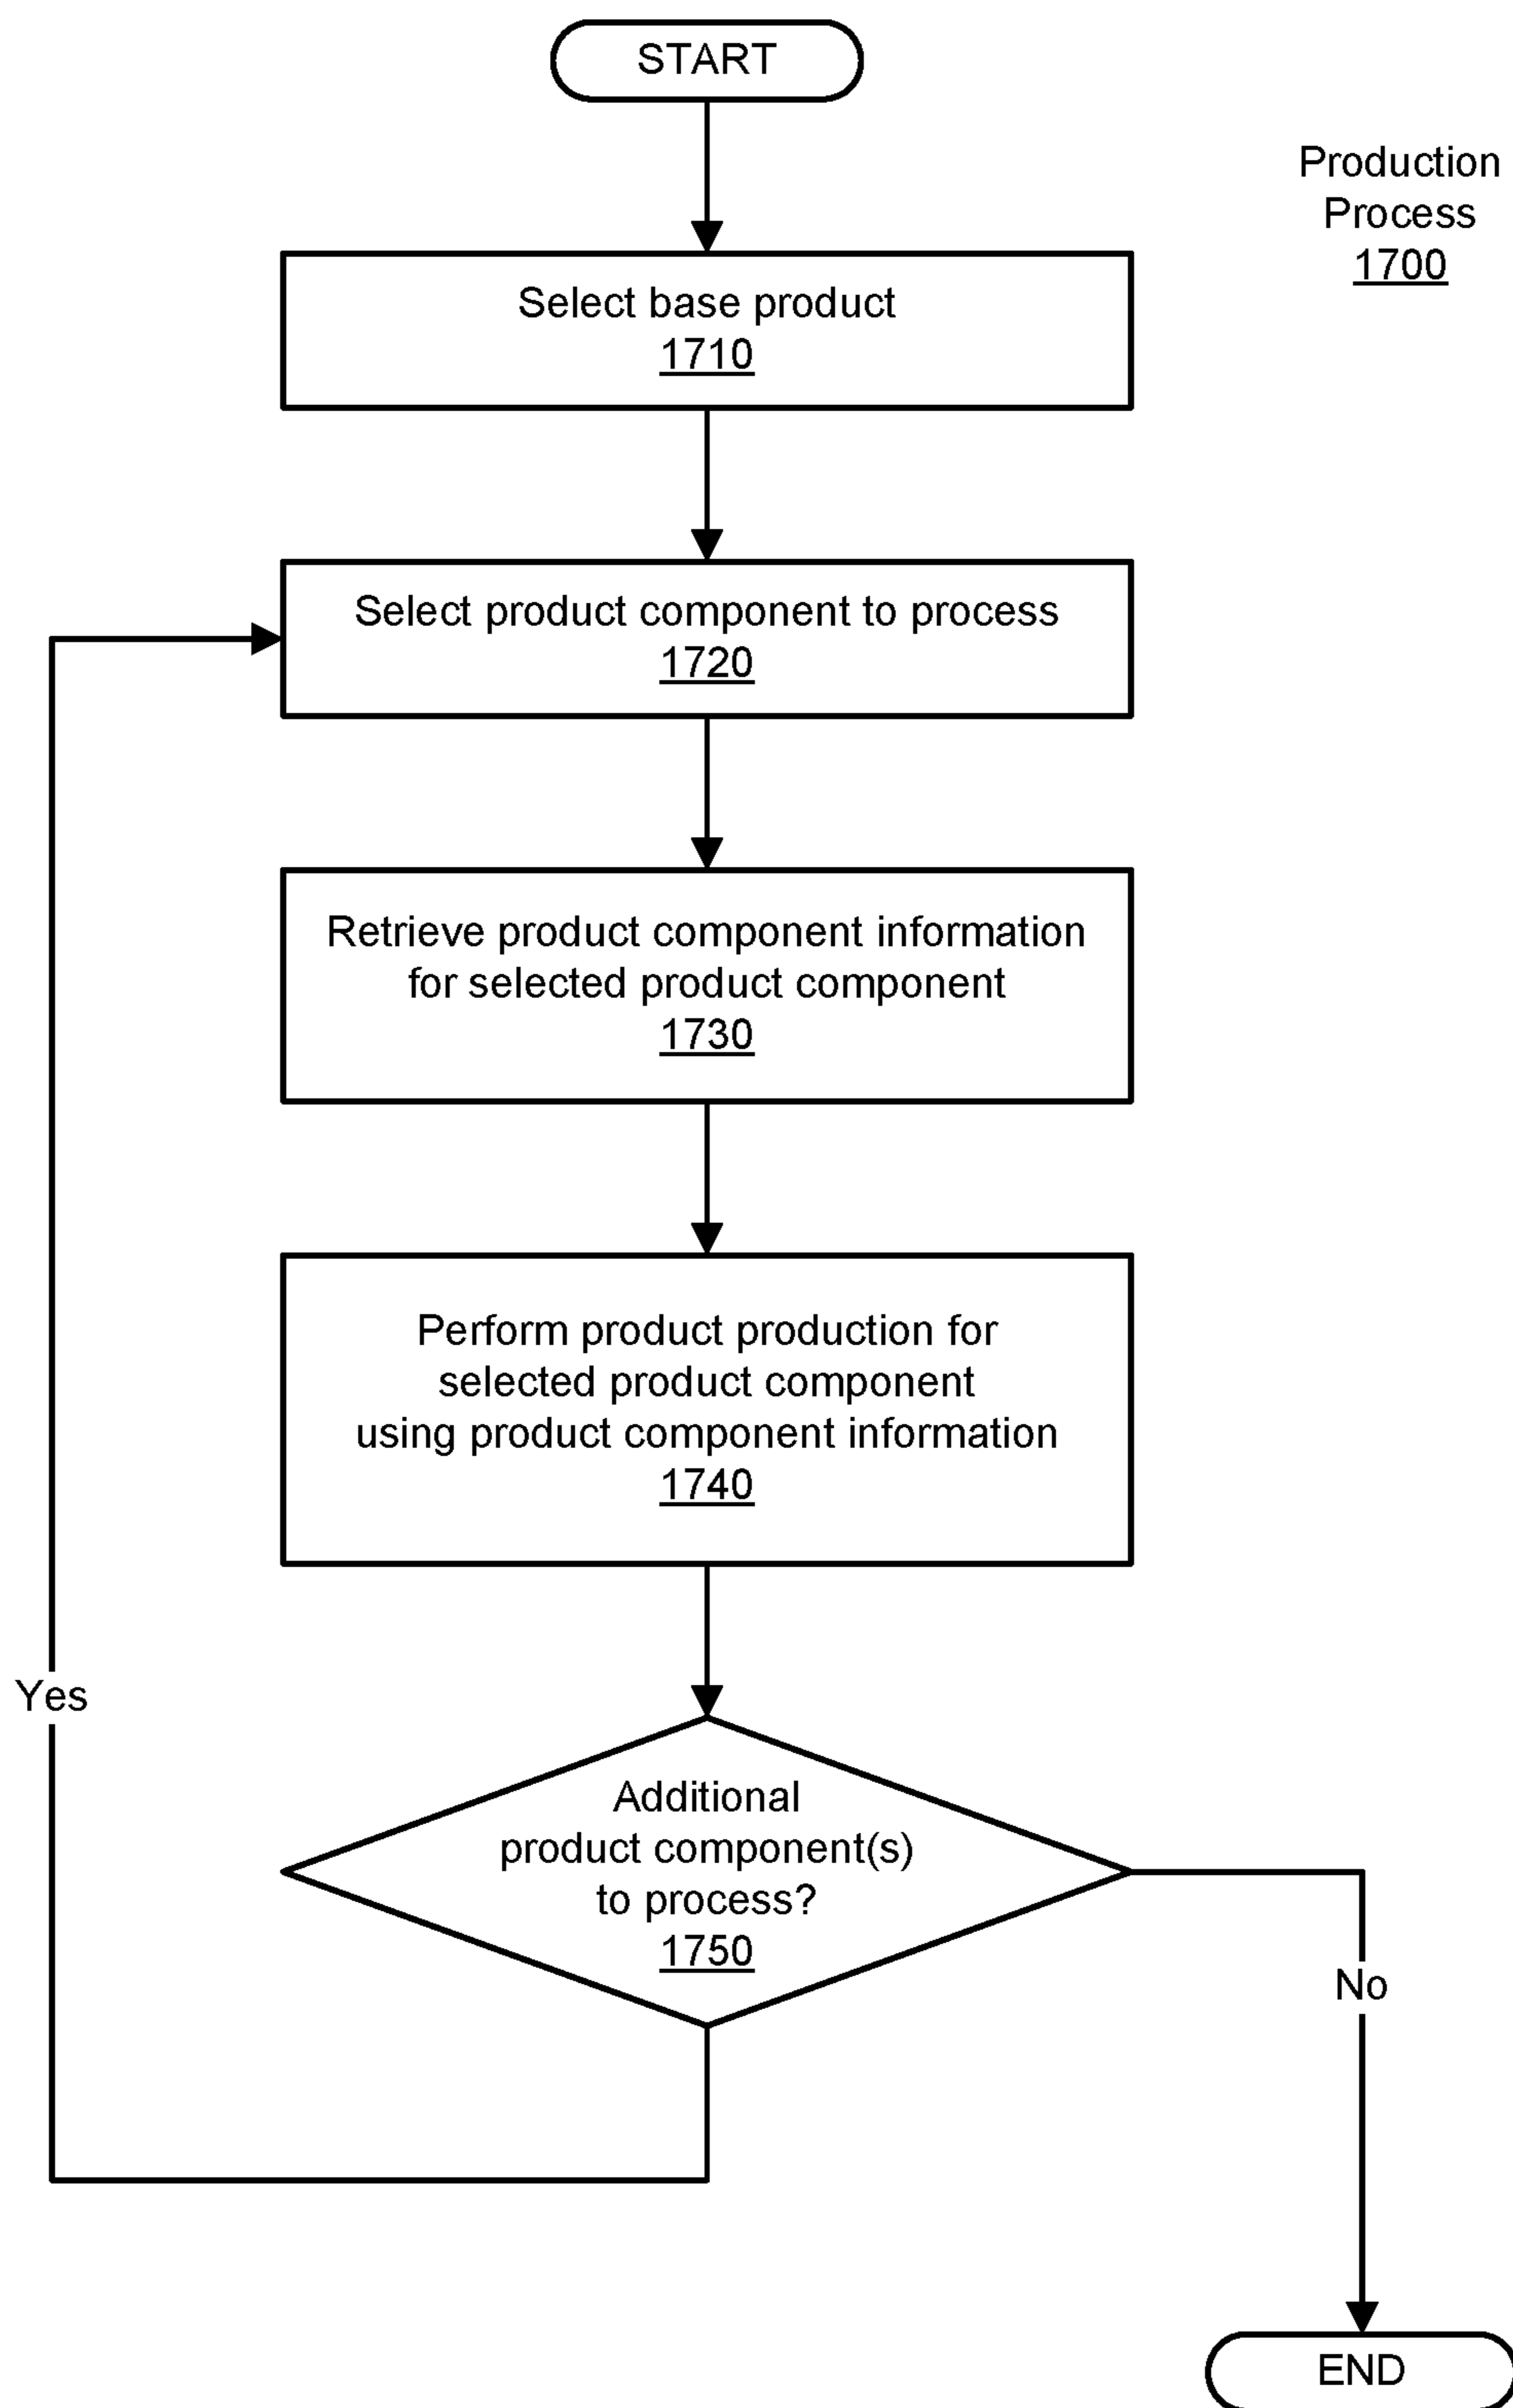 START
Production
Process
1700
Select base product
1710
Select product component to process
1720
Retrieve product component information
for selected product component
1730
Perform product production for
selected product component
using product component information
1740
Yes
Additional
product component(s)
to process?
1750
No
END